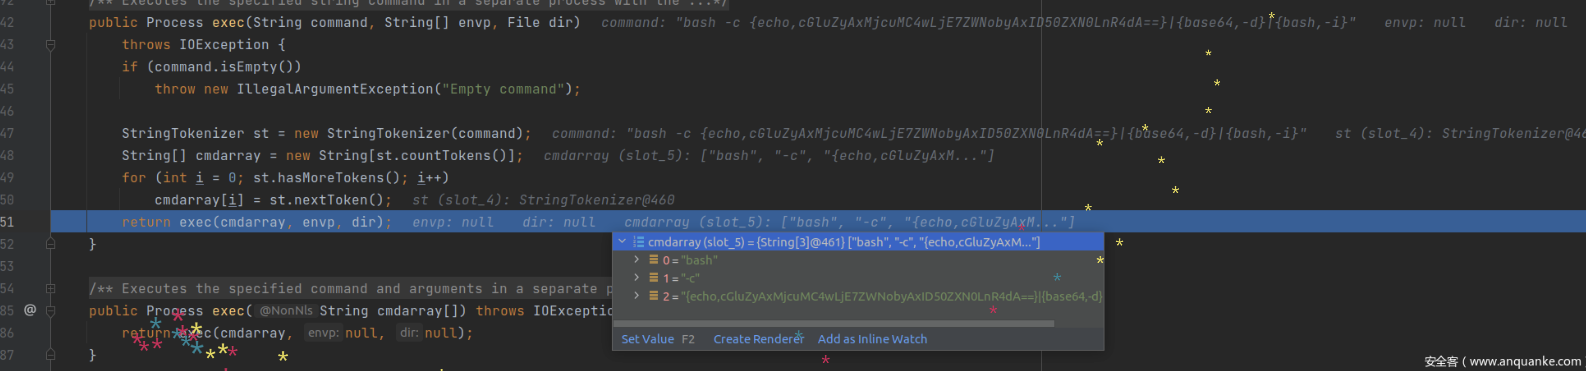 /** Executes the specified string command in a separate process with the ...*/
42 public Process exec(String command, String[] envp, File dir) command: "bash -c {echo,cGluZyAxMjcuMC4wLjE7ZWNobyAxID50ZXN0LnR4dA==}|{base64,-d}|{bash,-i}" envp: null dir: null
43 throws IOException {
44 if (command.isEmpty())
45 throw new IllegalArgumentException("Empty command");
46
47 StringTokenizer st = new StringTokenizer(command); command: "bash -c {echo,cGluZyAxMjcuMC4wLjE7ZWNobyAxID50ZXN0LnR4dA==}|{base64,-d}|{bash,-i}" st (slot_4): StringTokenizer@46
48 String[] cmdarray = new String[st.countTokens()]; cmdarray (slot_5): ["bash", "-c", "{echo,cGluZyAxM..."]
49 for (int i = 0; st.hasMoreTokens(); i++)
50 cmdarray[i] = st.nextToken(); st (slot_4): StringTokenizer@460
51 return exec(cmdarray, envp, dir); envp: null dir: null cmdarray (slot_5): ["bash", "-c", "{echo,cGluZyAxM..."]
52 }
cmdarray (slot_5) = {String[3]@461} ["bash", "-c", "{echo,cGluZyAxM..."]
0 = "bash"
53
1 = "-c"
54 /** Executes the specified command and arguments in a separate p
2 = "{echo,cGluZyAxMjcuMC4wLjE7ZWNobyAxID50ZXN0LnR4dA==}|{base64,-d}
85 @ public Process exec( @NonNls String cmdarray[]) throws IOExceptio
86 return exec(cmdarray, envp: null, dir: null);
Set Value F2 Create Renderer Add as Inline Watch
87 }
安全客 ( www.anquanke.com )